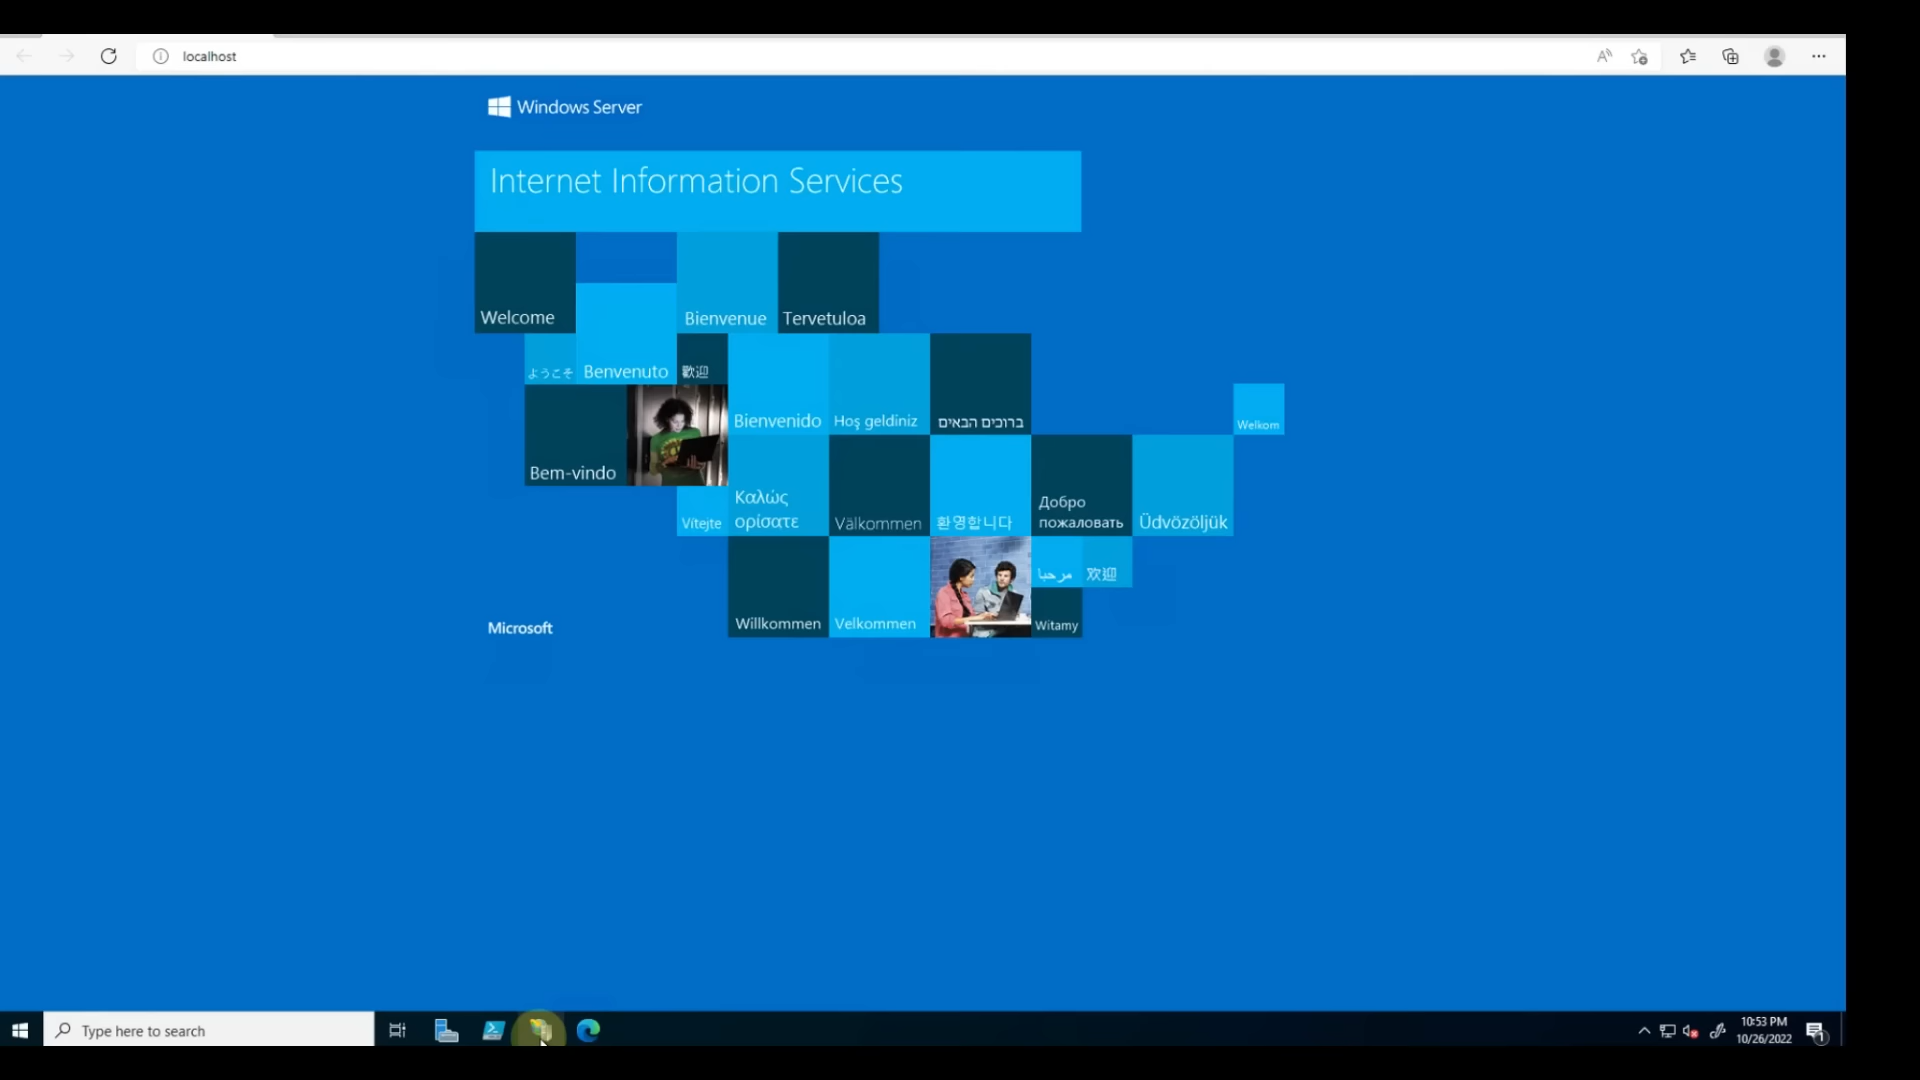 localhost
Windows Server
Internet Information Services
Welcome
Bienvenue
Tervetuloa
ようこそ
Benvenuto
歡迎
Bienvenido
Hoş geldiniz
ברוכים הבאים
Welkom
Bem-vindo
Vítejte
Καλώς
ορίσατε
Välkommen
환영합니다
Добро
пожаловать
Üdvözöljük
مرحبا
欢迎
Willkommen
Velkommen
Witamy
Microsoft
Type here to search
10:53 PM
10/26/2022
1